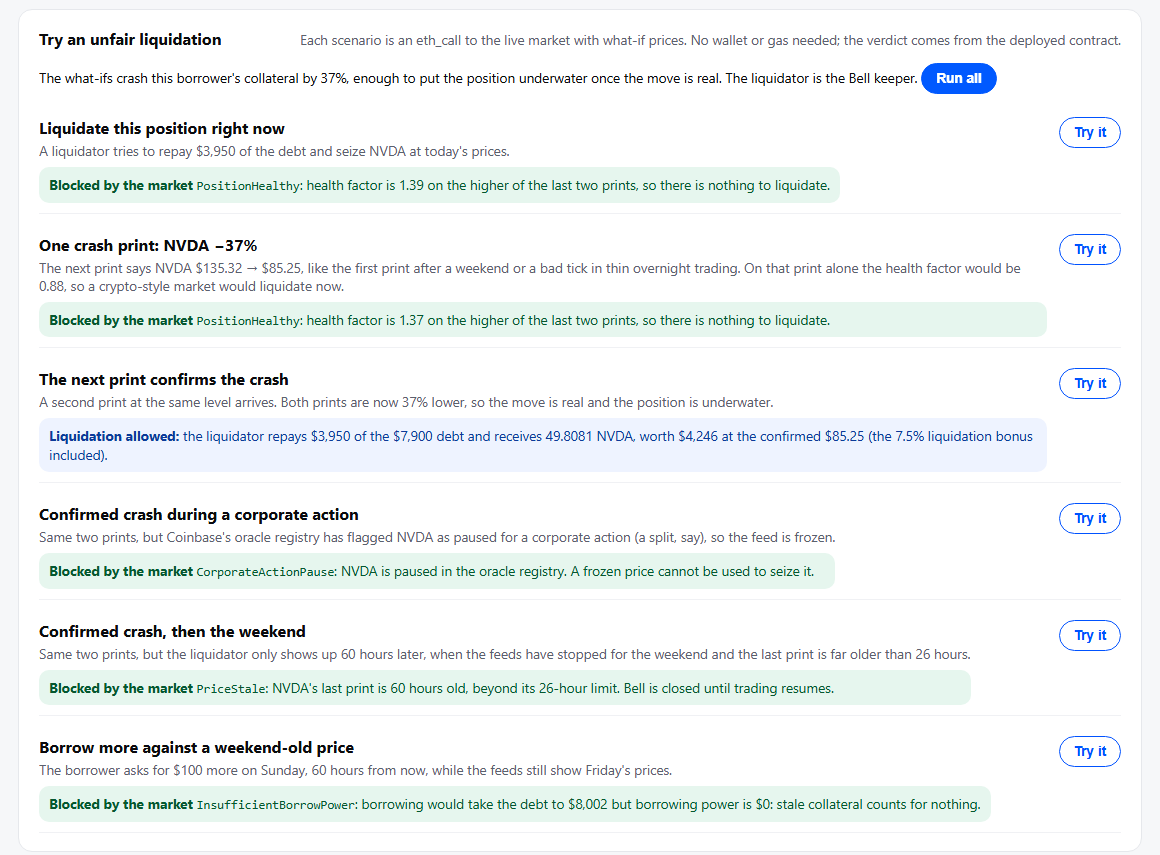 Try an unfair liquidation
Each scenario is an eth_call to the live market with what-if prices. No wallet or gas needed; the verdict comes from the deployed contract.
The what-ifs crash this borrower's collateral by 37%, enough to put the position underwater once the move is real. The liquidator is the Bell keeper.
Run all
Liquidate this position right now
Try it
A liquidator tries to repay $3,950 of the debt and seize NVDA at today's prices.
Blocked by the market PositionHealthy: health factor is 1.39 on the higher of the last two prints, so there is nothing to liquidate.
One crash print: NVDA −37%
Try it
The next print says NVDA $135.32 → $85.25, like the first print after a weekend or a bad tick in thin overnight trading. On that print alone the health factor would be
0.88, so a crypto-style market would liquidate now.
Blocked by the market PositionHealthy: health factor is 1.37 on the higher of the last two prints, so there is nothing to liquidate.
The next print confirms the crash
Try it
A second print at the same level arrives. Both prints are now 37% lower, so the move is real and the position is underwater.
Liquidation allowed: the liquidator repays $3,950 of the $7,900 debt and receives 49.8081 NVDA, worth $4,246 at the confirmed $85.25 (the 7.5% liquidation bonus
included).
Confirmed crash during a corporate action
Try it
Same two prints, but Coinbase's oracle registry has flagged NVDA as paused for a corporate action (a split, say), so the feed is frozen.
Blocked by the market CorporateActionPause: NVDA is paused in the oracle registry. A frozen price cannot be used to seize it.
Confirmed crash, then the weekend
Try it
Same two prints, but the liquidator only shows up 60 hours later, when the feeds have stopped for the weekend and the last print is far older than 26 hours.
Blocked by the market PriceStale: NVDA's last print is 60 hours old, beyond its 26-hour limit. Bell is closed until trading resumes.
Borrow more against a weekend-old price
Try it
The borrower asks for $100 more on Sunday, 60 hours from now, while the feeds still show Friday's prices.
Blocked by the market InsufficientBorrowPower: borrowing would take the debt to $8,002 but borrowing power is $0: stale collateral counts for nothing.